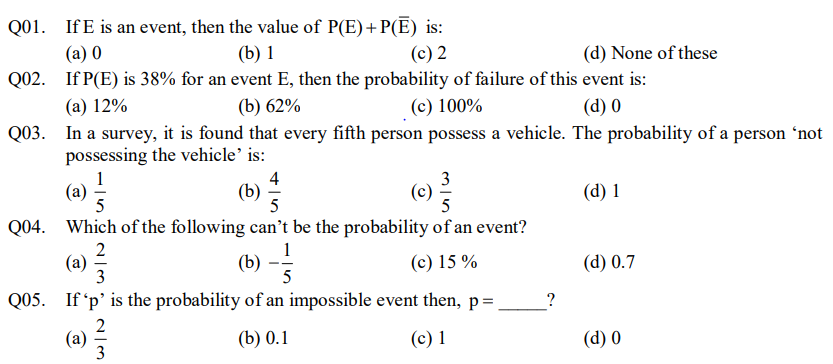 Q01. If E is an event, then the value of P(E)+P(Ē) is:
(a) 0 (b) 1 (c) 2 (d) None of these
Q02. If P(E) is 38% for an event E, then the probability of failure of this event is:
(a) 12% (b) 62% (c) 100% (d) 0
Q03. In a survey, it is found that every fifth person possess a vehicle. The probability of a person ‘not
possessing the vehicle’ is:
(a) 1/5 (b) 4/5 (c) 3/5 (d) 1
Q04. Which of the following can’t be the probability of an event?
(a) 2/3 (b) −1/5 (c) 15 % (d) 0.7
Q05. If ‘p’ is the probability of an impossible event then, p = _____?
(a) 2/3 (b) 0.1 (c) 1 (d) 0